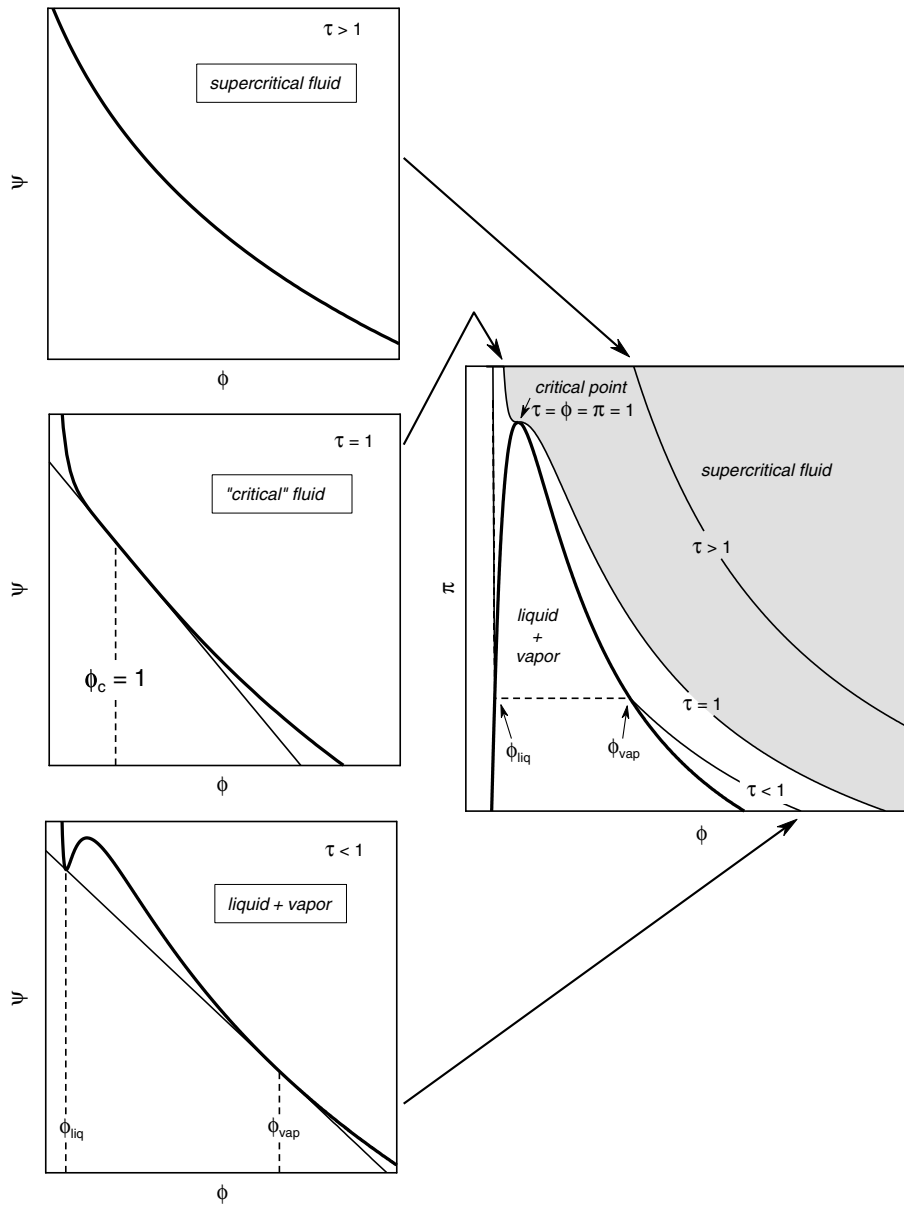 τ > 1
supercritical fluid
ψ
ϕ
τ = 1
"critical" fluid
ψ
ϕc = 1
ϕ
τ < 1
liquid + vapor
ψ
ϕliq
ϕvap
ϕ
critical point
τ = ϕ = π = 1
supercritical fluid
τ > 1
π
liquid
+
vapor
τ = 1
ϕliq
ϕvap
τ < 1
ϕ